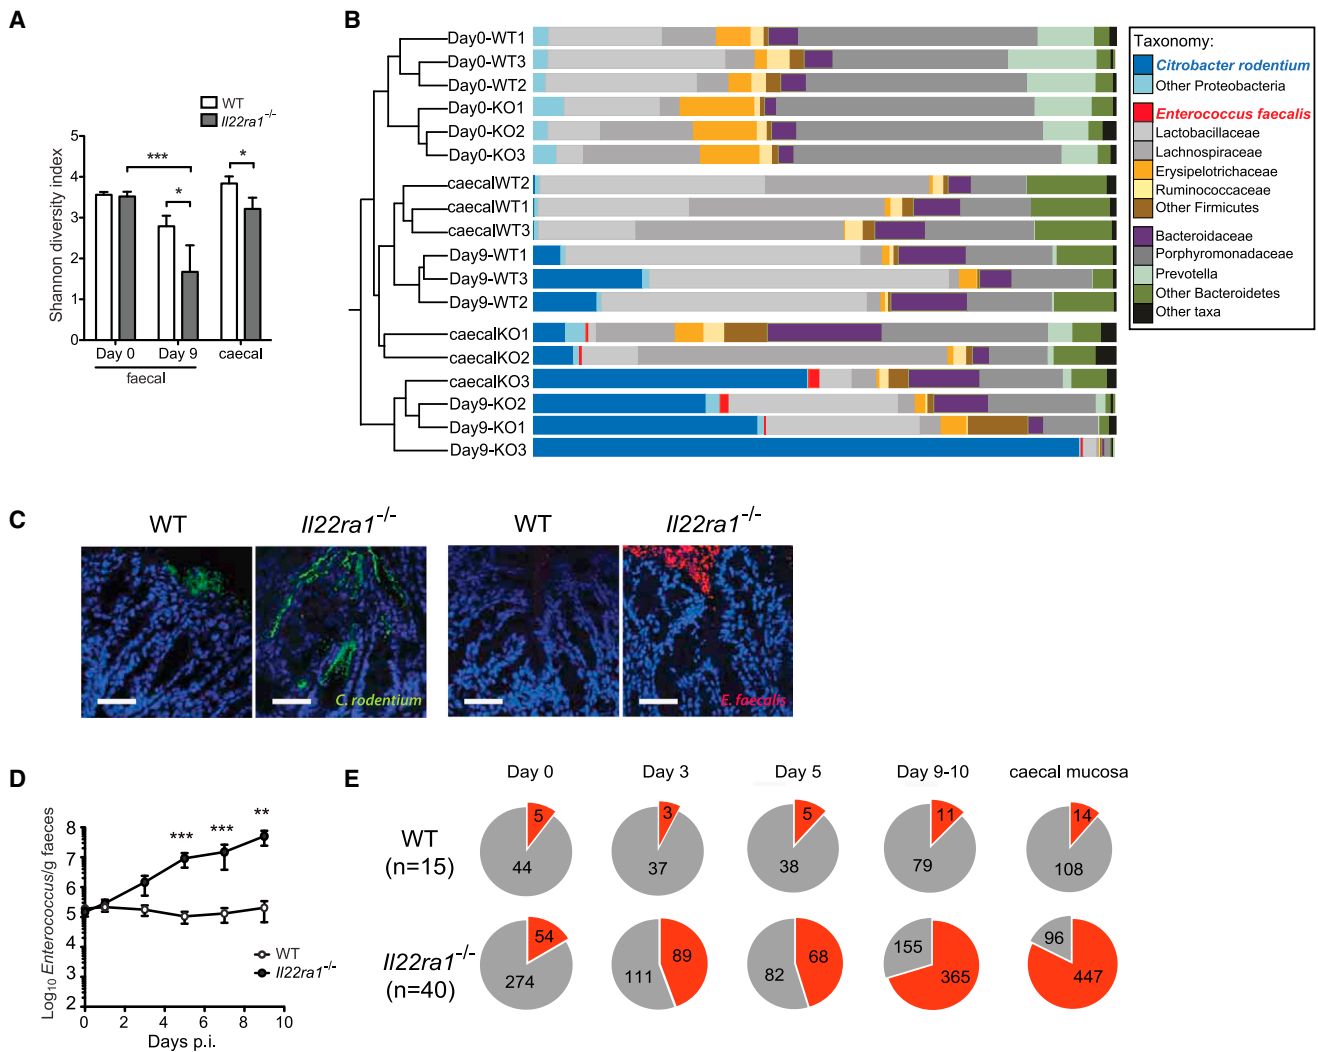 A
WT
Il22ra1-/-
Shannon diversity index
5
4
3
2
1
0
***
*
*
Day 0
Day 9
caecal
faecal
B
Day0-WT1
Day0-WT3
Day0-WT2
Day0-KO1
Day0-KO2
Day0-KO3
caecalWT2
caecalWT1
caecalWT3
Day9-WT1
Day9-WT3
Day9-WT2
caecalKO1
caecalKO2
caecalKO3
Day9-KO2
Day9-KO1
Day9-KO3
Taxonomy:
Citrobacter rodentium
Other Proteobacteria
Enterococcus faecalis
Lactobacillaceae
Lachnospiraceae
Erysipelotrichaceae
Ruminococcaceae
Other Firmicutes
Bacteroidaceae
Porphyromonadaceae
Prevotella
Other Bacteroidetes
Other taxa
C
WT
Il22ra1-/-
WT
Il22ra1-/-
C. rodentium
E. faecalis
D
Log10 Enterococcus/g faeces
8
7
6
5
4
3
2
***
***
**
WT
Il22ra1-/-
0
2
4
6
8
10
Days p.i.
E
Day 0
Day 3
Day 5
Day 9-10
caecal mucosa
WT
(n=15)
5
44
3
37
5
38
11
79
14
108
Il22ra1-/-
(n=40)
54
274
89
111
68
82
155
365
96
447